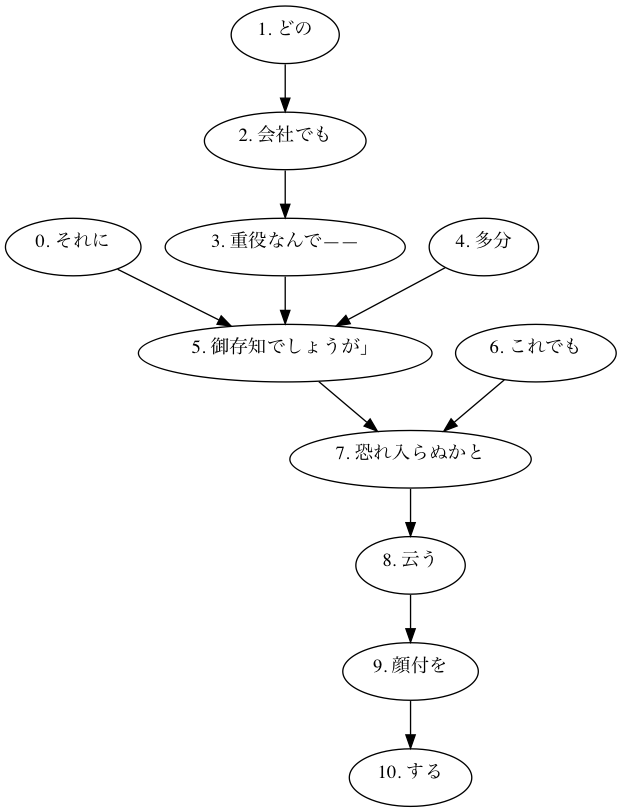 1. どの
2. 会社でも
0. それに
3. 重役なんで——
4. 多分
5. 御存知でしょうが」
6. これでも
7. 恐れ入らぬかと
8. 云う
9. 顔付を
10. する